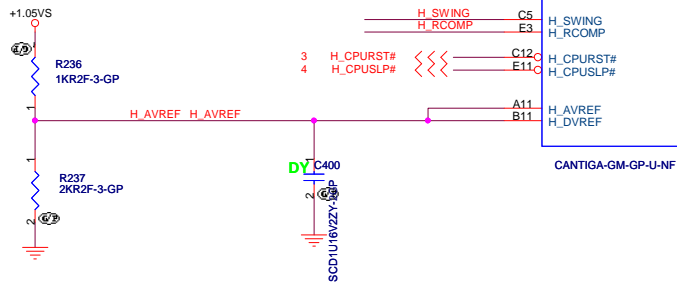 +1.05VS
R236
1KR2F-3-GP
1
H_AVREF H_AVREF
1
R237
2KR2F-3-GP
2
DY
1
C400
2
H_SWING
H_RCOMP
C5
E3
H_SWING
H_RCOMP
3 H_CPURST#
4 H_CPUSLP#
C12
E11
H_CPURST#
H_CPUSLP#
A11
B11
H_AVREF
H_DVREF
CANTIGA-GM-GP-U-NF